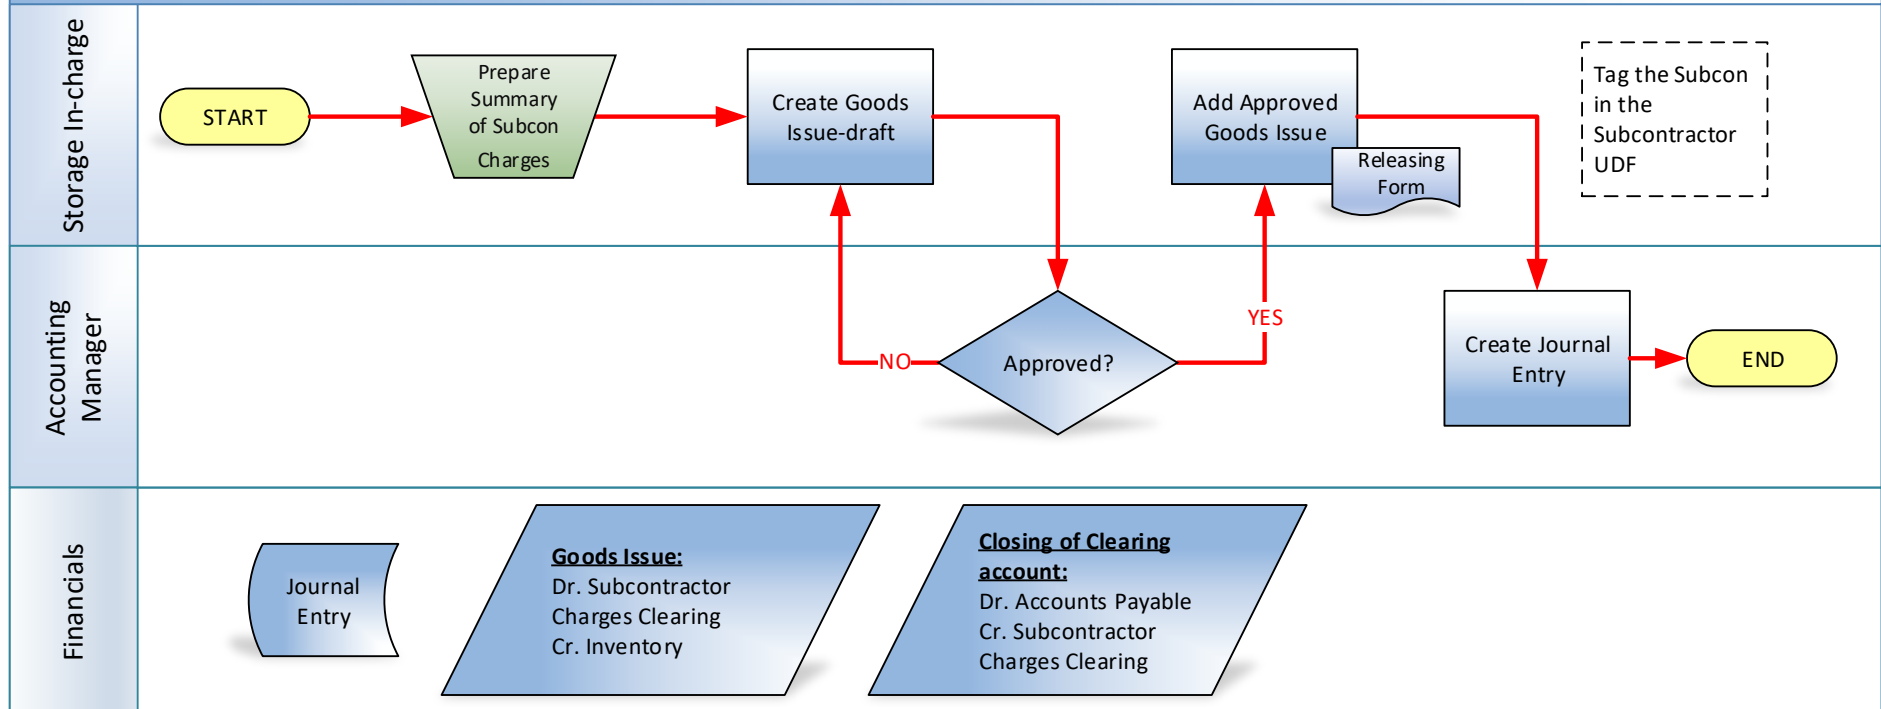 Storage In-charge
START
Prepare
Summary
of Subcon
Charges
Create Goods
Issue-draft
Add Approved
Goods Issue
Releasing
Form
Tag the Subcon
in the
Subcontractor
UDF
Accounting
Manager
NO
Approved?
YES
Create Journal
Entry
END
Financials
Journal
Entry
Goods Issue:
Dr. Subcontractor
Charges Clearing
Cr. Inventory
Closing of Clearing
account:
Dr. Accounts Payable
Cr. Subcontractor
Charges Clearing